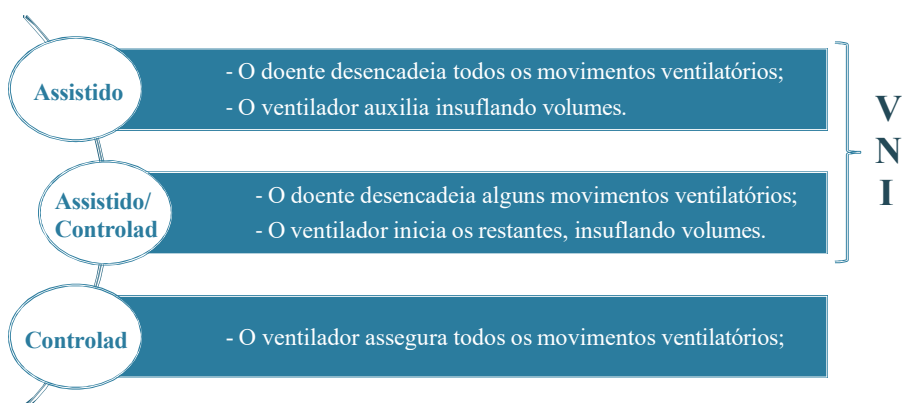 Assistido
- O doente desencadeia todos os movimentos ventilatórios;
- O ventilador auxilia insuflando volumes.
Assistido/
Controlad
- O doente desencadeia alguns movimentos ventilatórios;
- O ventilador inicia os restantes, insuflando volumes.
Controlad
- O ventilador assegura todos os movimentos ventilatórios;
V
N
I